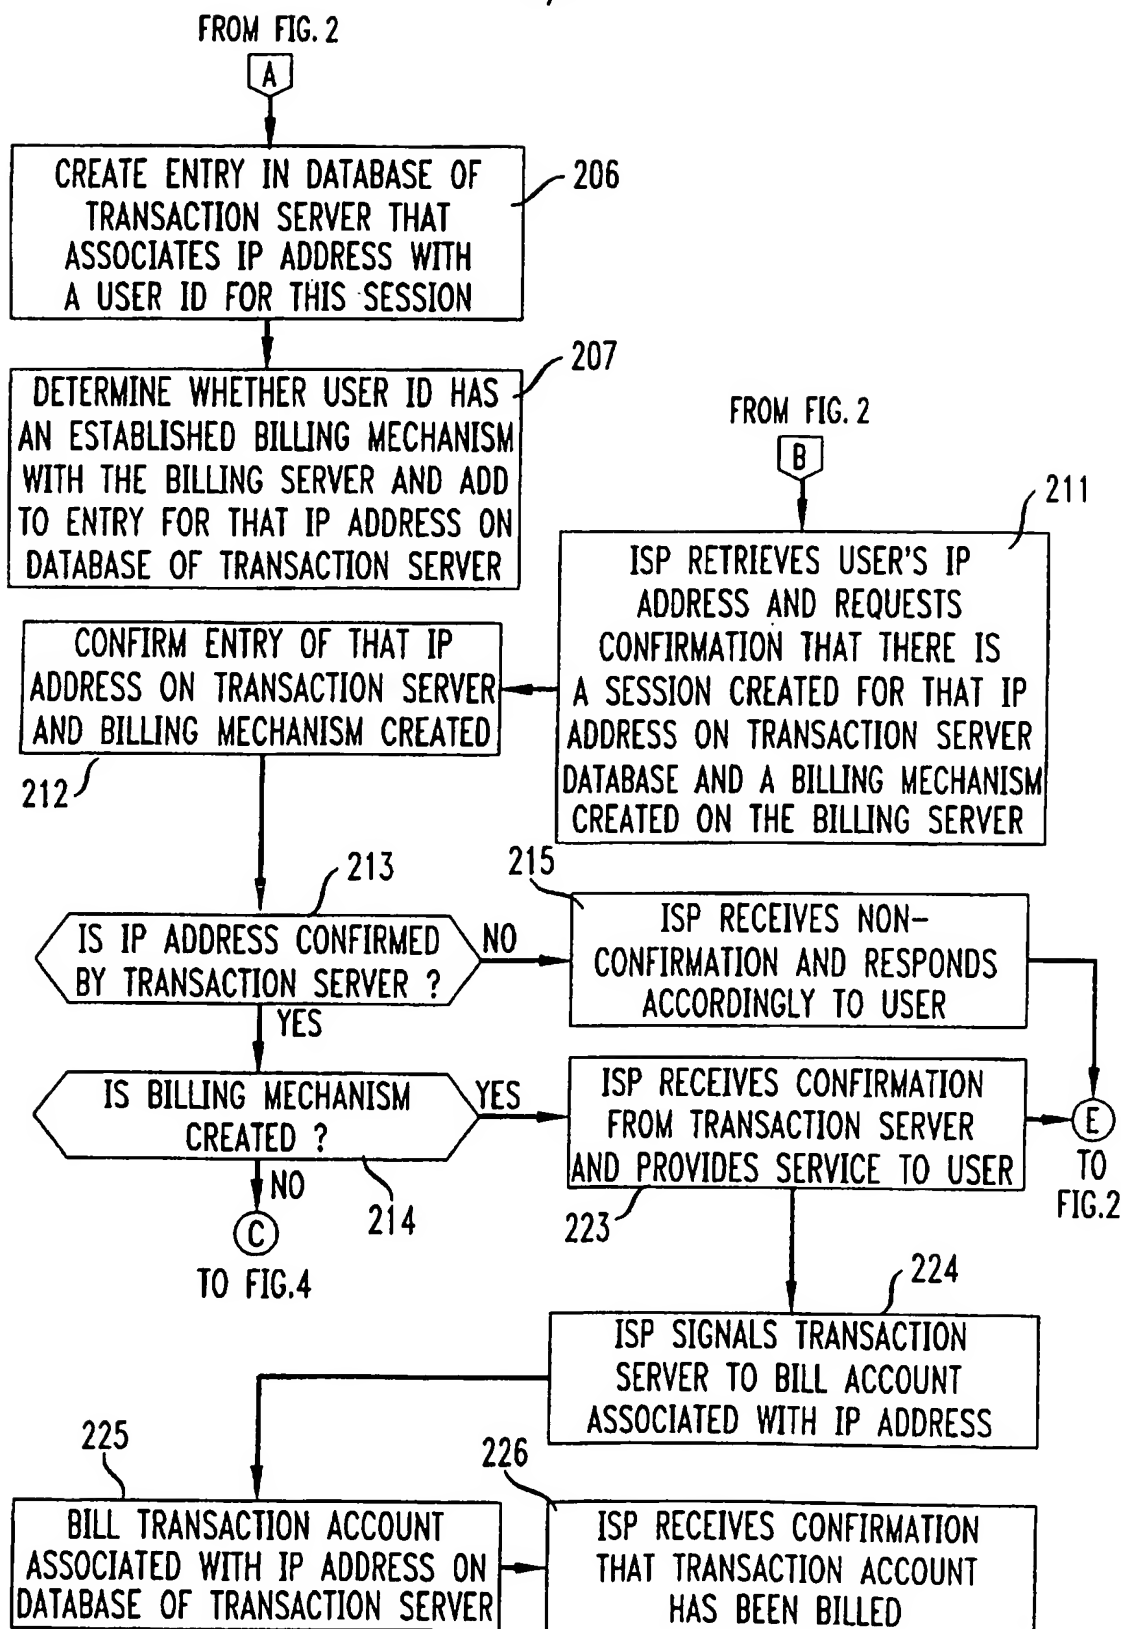 FROM FIG. 2
A
CREATE ENTRY IN DATABASE OF
TRANSACTION SERVER THAT
ASSOCIATES IP ADDRESS WITH
A USER ID FOR THIS SESSION
206
207
DETERMINE WHETHER USER ID HAS
AN ESTABLISHED BILLING MECHANISM
WITH THE BILLING SERVER AND ADD
TO ENTRY FOR THAT IP ADDRESS ON
DATABASE OF TRANSACTION SERVER
FROM FIG. 2
B
211
ISP RETRIEVES USER'S IP
ADDRESS AND REQUESTS
CONFIRMATION THAT THERE IS
A SESSION CREATED FOR THAT IP
ADDRESS ON TRANSACTION SERVER
DATABASE AND A BILLING MECHANISM
CREATED ON THE BILLING SERVER
CONFIRM ENTRY OF THAT IP
ADDRESS ON TRANSACTION SERVER
AND BILLING MECHANISM CREATED
212
213
IS IP ADDRESS CONFIRMED
BY TRANSACTION SERVER ?
NO
YES
215
ISP RECEIVES NON-
CONFIRMATION AND RESPONDS
ACCORDINGLY TO USER
IS BILLING MECHANISM
CREATED ?
YES
NO
214
C
TO FIG.4
ISP RECEIVES CONFIRMATION
FROM TRANSACTION SERVER
AND PROVIDES SERVICE TO USER
223
E
TO
FIG.2
224
ISP SIGNALS TRANSACTION
SERVER TO BILL ACCOUNT
ASSOCIATED WITH IP ADDRESS
225
BILL TRANSACTION ACCOUNT
ASSOCIATED WITH IP ADDRESS ON
DATABASE OF TRANSACTION SERVER
226
ISP RECEIVES CONFIRMATION
THAT TRANSACTION ACCOUNT
HAS BEEN BILLED